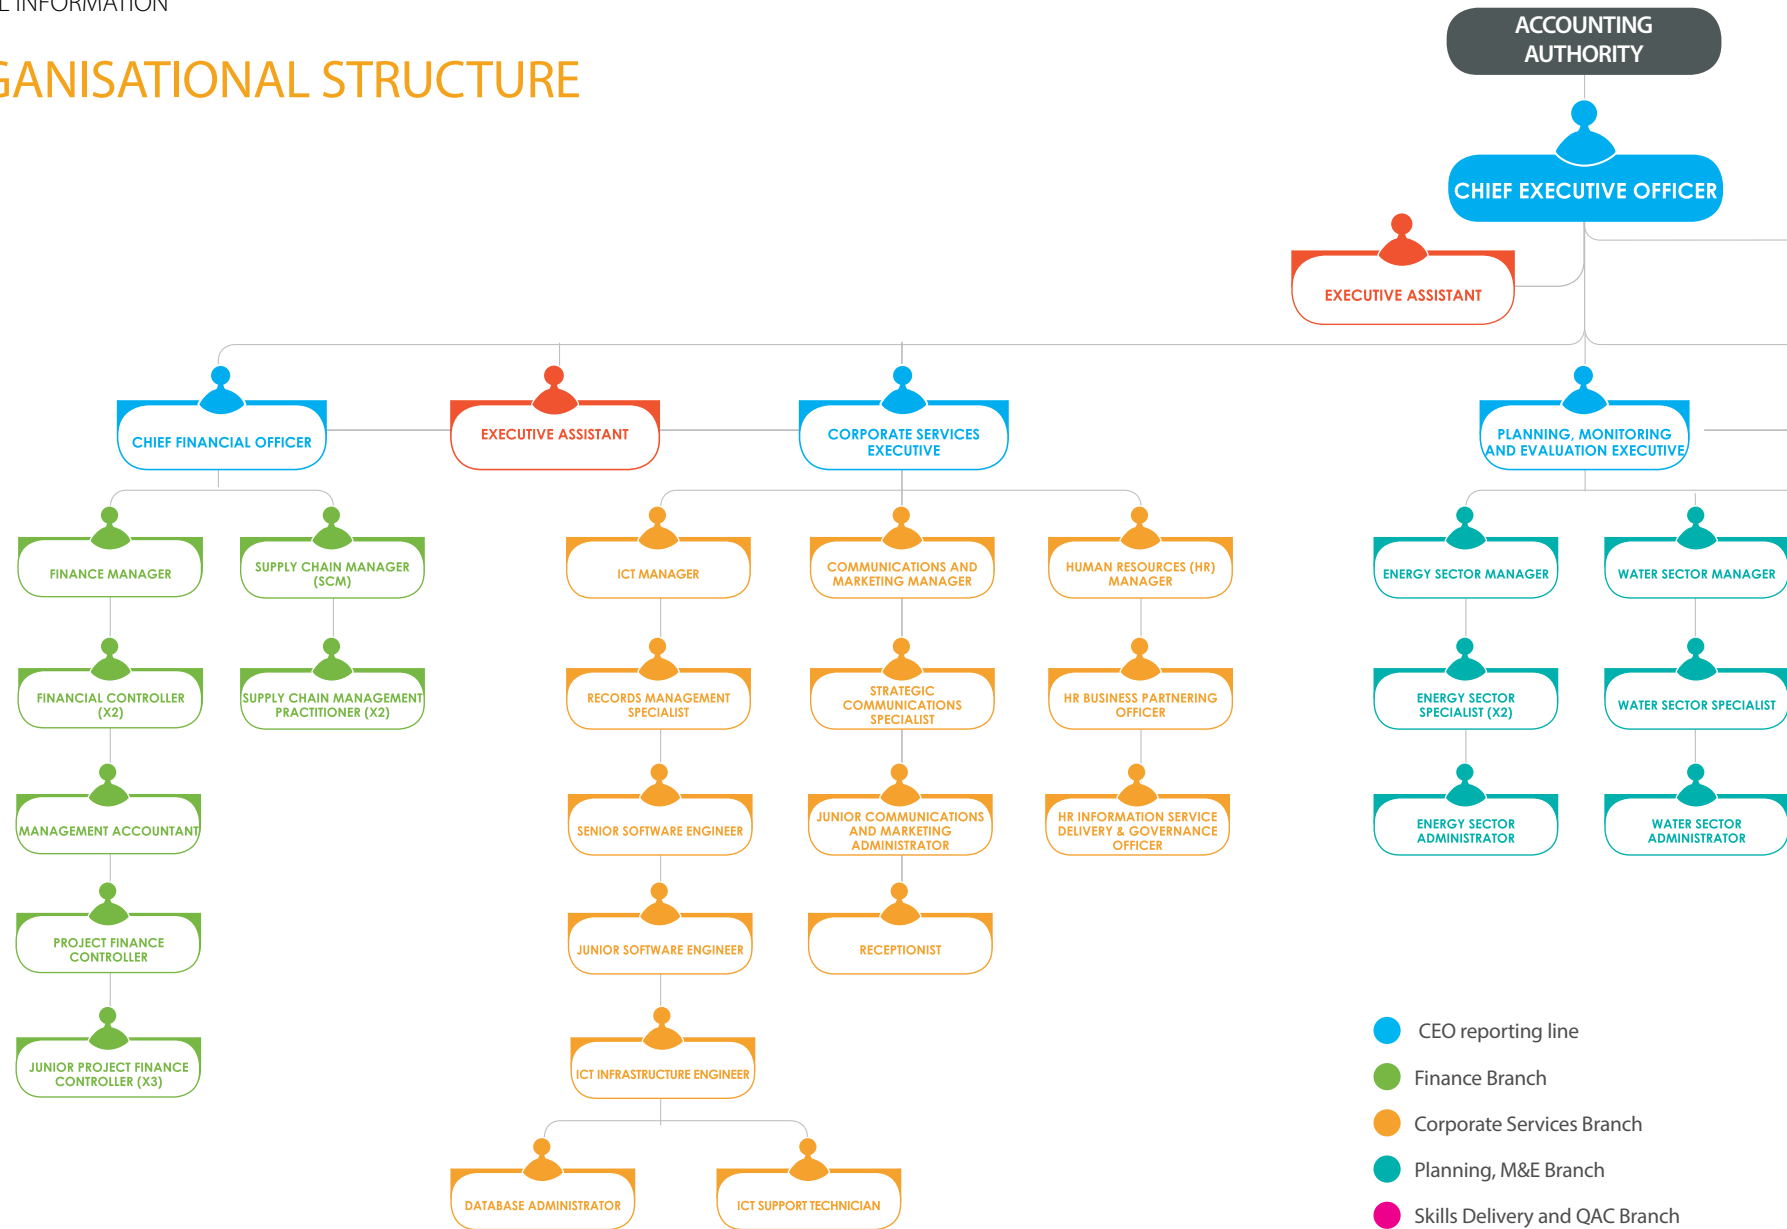 L INFORMATION
GANISATIONAL STRUCTURE
ACCOUNTING
AUTHORITY
CHIEF EXECUTIVE OFFICER
EXECUTIVE ASSISTANT
CHIEF FINANCIAL OFFICER
EXECUTIVE ASSISTANT
CORPORATE SERVICES
EXECUTIVE
PLANNING, MONITORING
AND EVALUATION EXECUTIVE
FINANCE MANAGER
SUPPLY CHAIN MANAGER
(SCM)
ICT MANAGER
COMMUNICATIONS AND
MARKETING MANAGER
HUMAN RESOURCES (HR)
MANAGER
ENERGY SECTOR MANAGER
WATER SECTOR MANAGER
FINANCIAL CONTROLLER
(X2)
SUPPLY CHAIN MANAGEMENT
PRACTITIONER (X2)
RECORDS MANAGEMENT
SPECIALIST
STRATEGIC
COMMUNICATIONS
SPECIALIST
HR BUSINESS PARTNERING
OFFICER
ENERGY SECTOR
SPECIALIST (X2)
WATER SECTOR SPECIALIST
MANAGEMENT ACCOUNTANT
SENIOR SOFTWARE ENGINEER
JUNIOR COMMUNICATIONS
AND MARKETING
ADMINISTRATOR
HR INFORMATION SERVICE
DELIVERY & GOVERNANCE
OFFICER
ENERGY SECTOR
ADMINISTRATOR
WATER SECTOR
ADMINISTRATOR
PROJECT FINANCE
CONTROLLER
JUNIOR SOFTWARE ENGINEER
RECEPTIONIST
JUNIOR PROJECT FINANCE
CONTROLLER (X3)
ICT INFRASTRUCTURE ENGINEER
DATABASE ADMINISTRATOR
ICT SUPPORT TECHNICIAN
CEO reporting line
Finance Branch
Corporate Services Branch
Planning, M&E Branch
Skills Delivery and QAC Branch